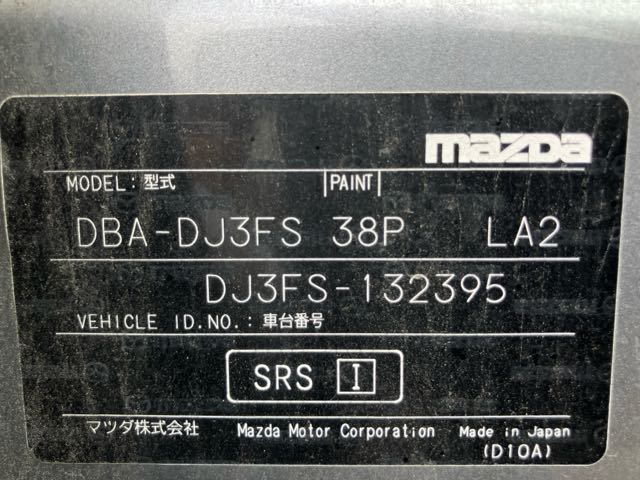 mazda
MODEL:型式 |PAINT|
DBA-DJ3FS 38P LA2
DJ3FS-132395
VEHICLE ID.NO.:車台番号
SRS I
マツダ株式会社 Mazda Motor Corporation Made in Japan
(D10A)